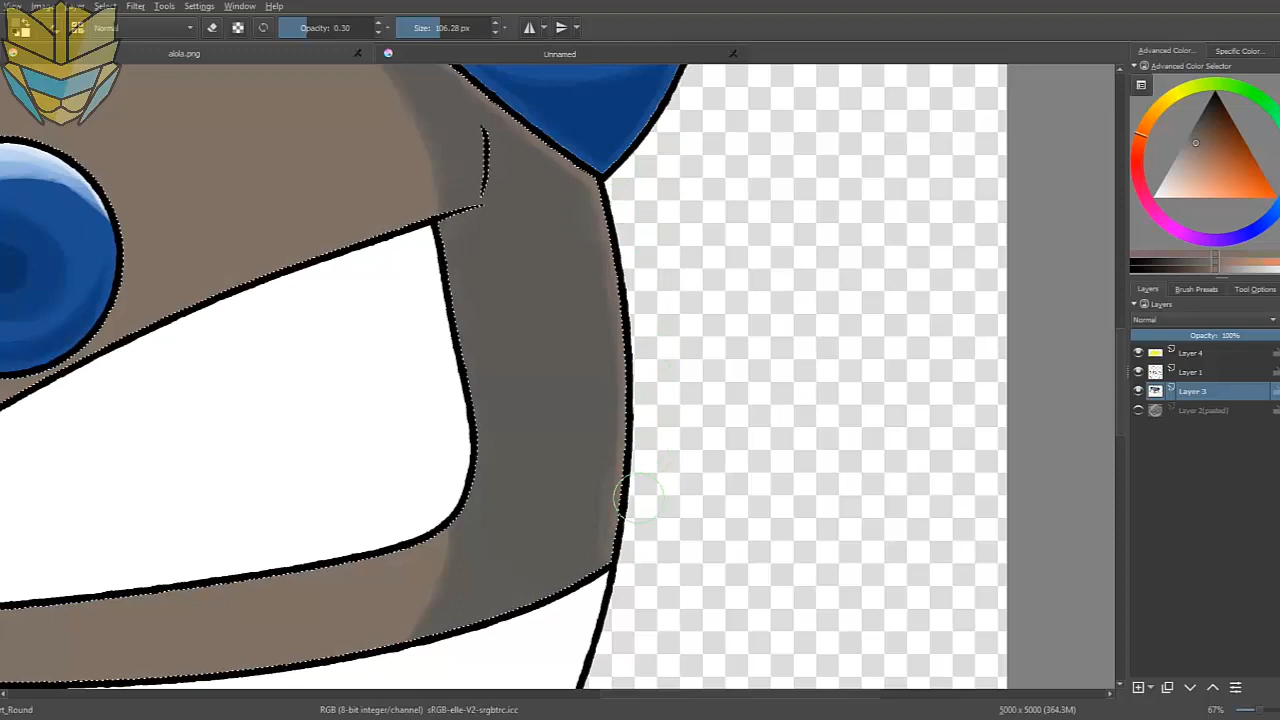 View Filter Tools Settings Window Help
Normal Opacity: 0.30 Size: 106.28 px
alola.png Unnamed
Advanced Color... Specific Color...
Advanced Color Selector
Layers Brush Presets Tool Options
Layers
Normal
Opacity: 100%
Layer 4
Layer 1
Layer 3
Layer 2(pasted)
RGB (8-bit integer/channel) sRGB-elle-V2-srgbtrc.icc 5000 x 5000 (364.3M) 67%